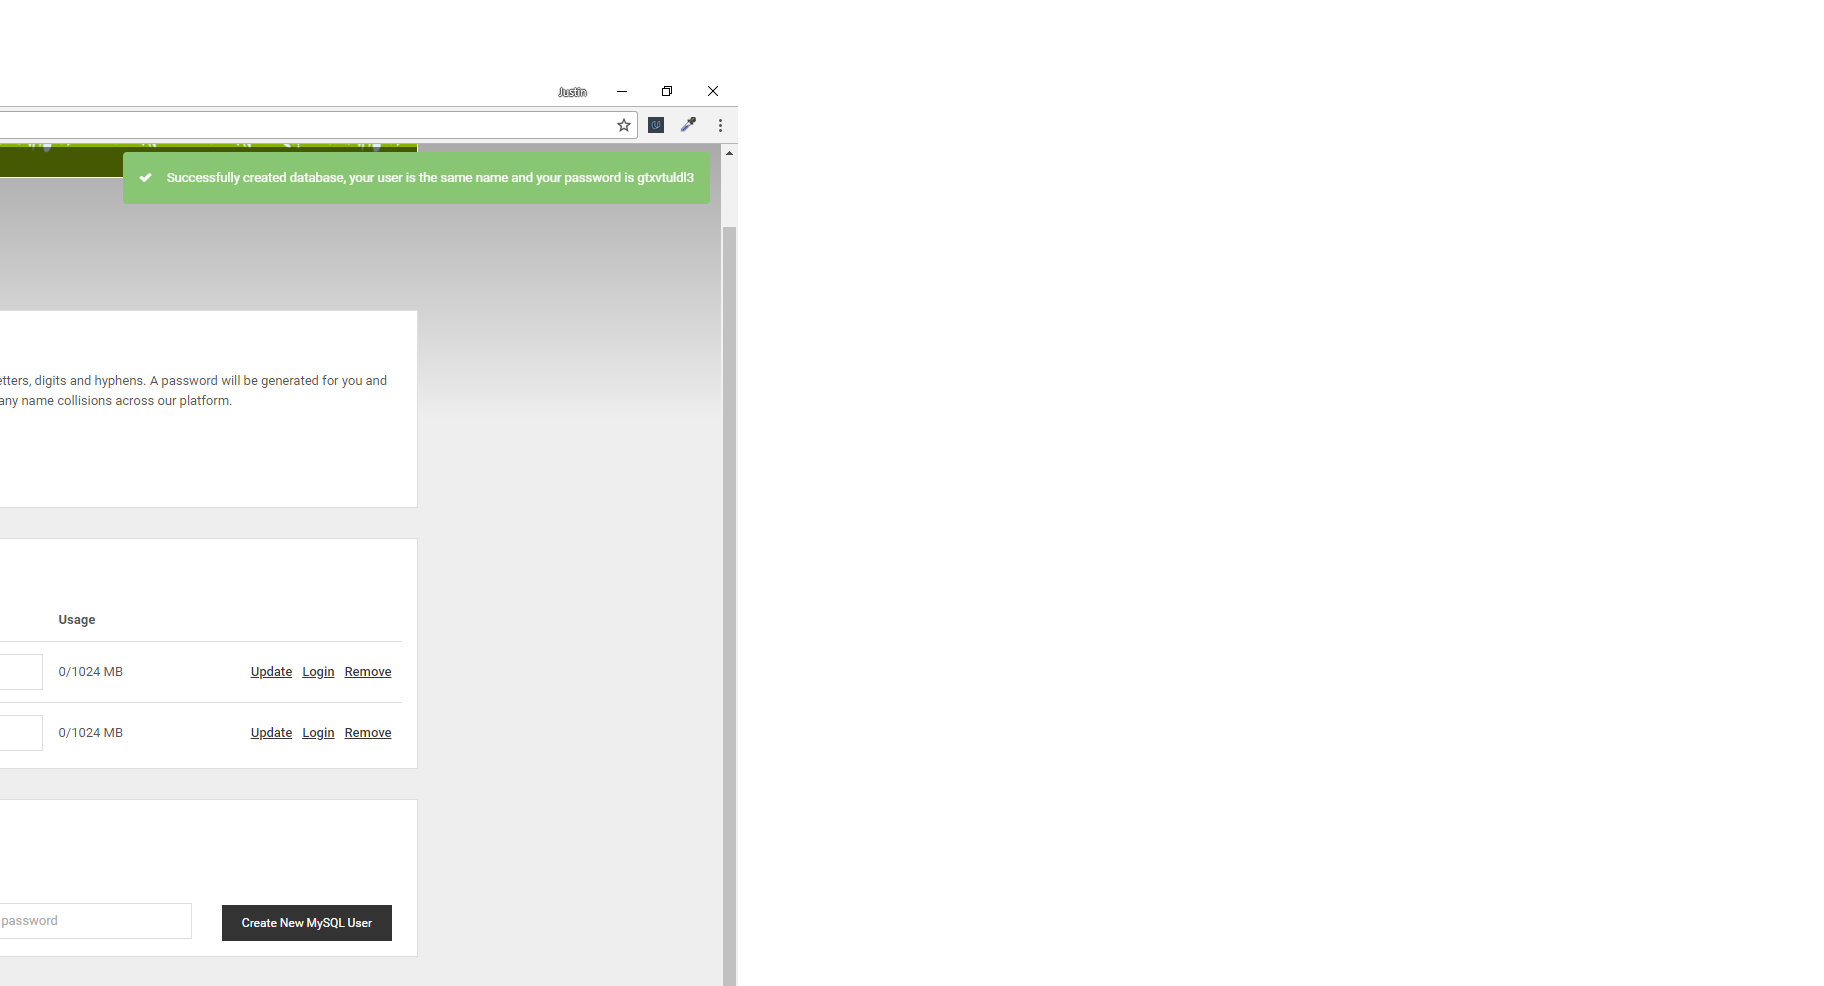 Justin
Successfully created database, your user is the same name and your password is gtxvtuldl3
etters, digits and hyphens. A password will be generated for you and
any name collisions across our platform.
Usage
0/1024 MB Update Login Remove
0/1024 MB Update Login Remove
password Create New MySQL User